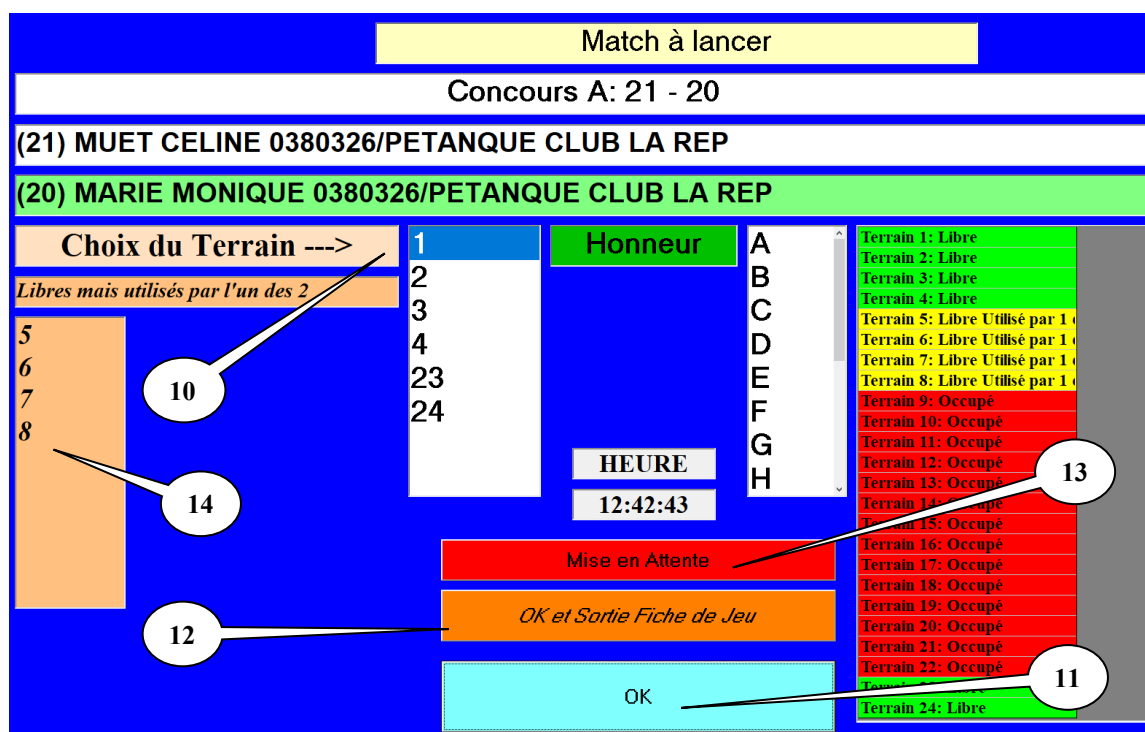 Match à lancer
Concours A: 21 - 20
(21) MUET CELINE 0380326/PETANQUE CLUB LA REP
(20) MARIE MONIQUE 0380326/PETANQUE CLUB LA REP
Choix du Terrain --->
Libres mais utilisés par l'un des 2
5
6
7
8
10
14
12
1
2
3
4
23
24
Honneur
HEURE
12:42:43
A
B
C
D
E
F
G
H
Mise en Attente
OK et Sortie Fiche de Jeu
OK
Terrain 1: Libre
Terrain 2: Libre
Terrain 3: Libre
Terrain 4: Libre
Terrain 5: Libre Utilisé par 1
Terrain 6: Libre Utilisé par 1
Terrain 7: Libre Utilisé par 1
Terrain 8: Libre Utilisé par 1
Terrain 9: Occupé
Terrain 10: Occupé
Terrain 11: Occupé
Terrain 12: Occupé
Terrain 13: Occupé
Terrain 14: Occupé
Terrain 15: Occupé
Terrain 16: Occupé
Terrain 17: Occupé
Terrain 18: Occupé
Terrain 19: Occupé
Terrain 20: Occupé
Terrain 21: Occupé
Terrain 22: Occupé
Terrain Libre
Terrain 24: Libre
13
11